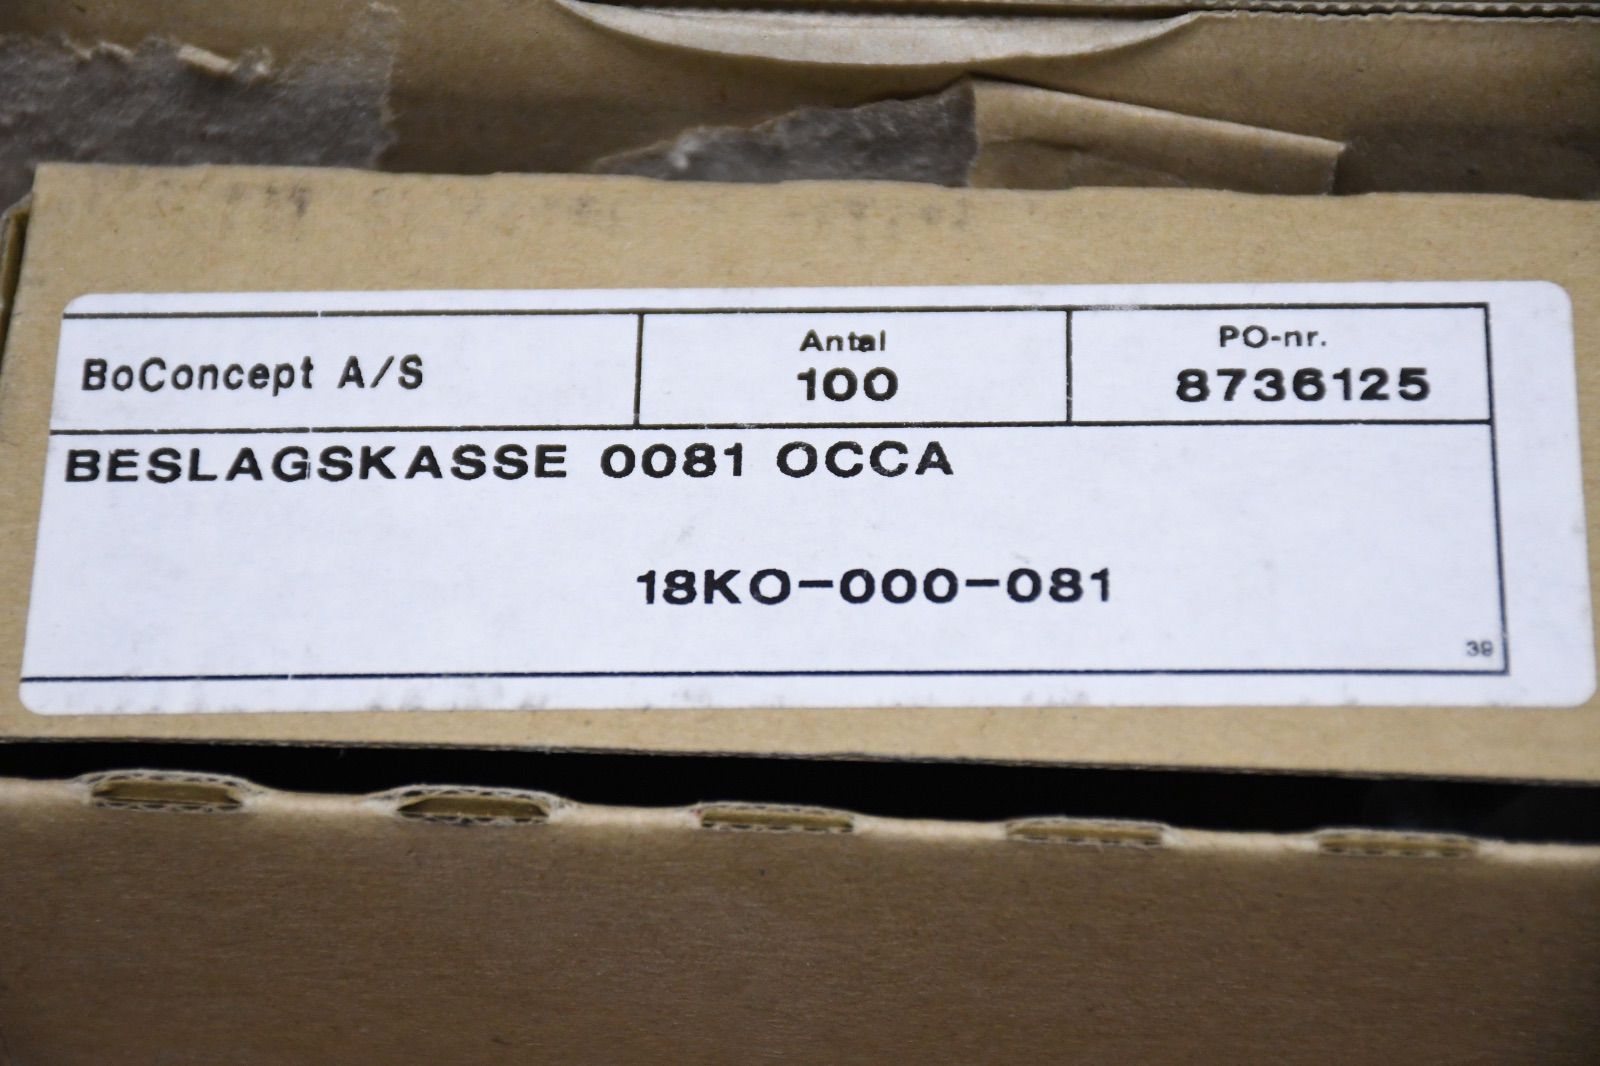 BoConcept A/S
Antal
100
PO-nr.
8736125
BESLAGSKASSE 0081 OCCA
18KO-000-081
39